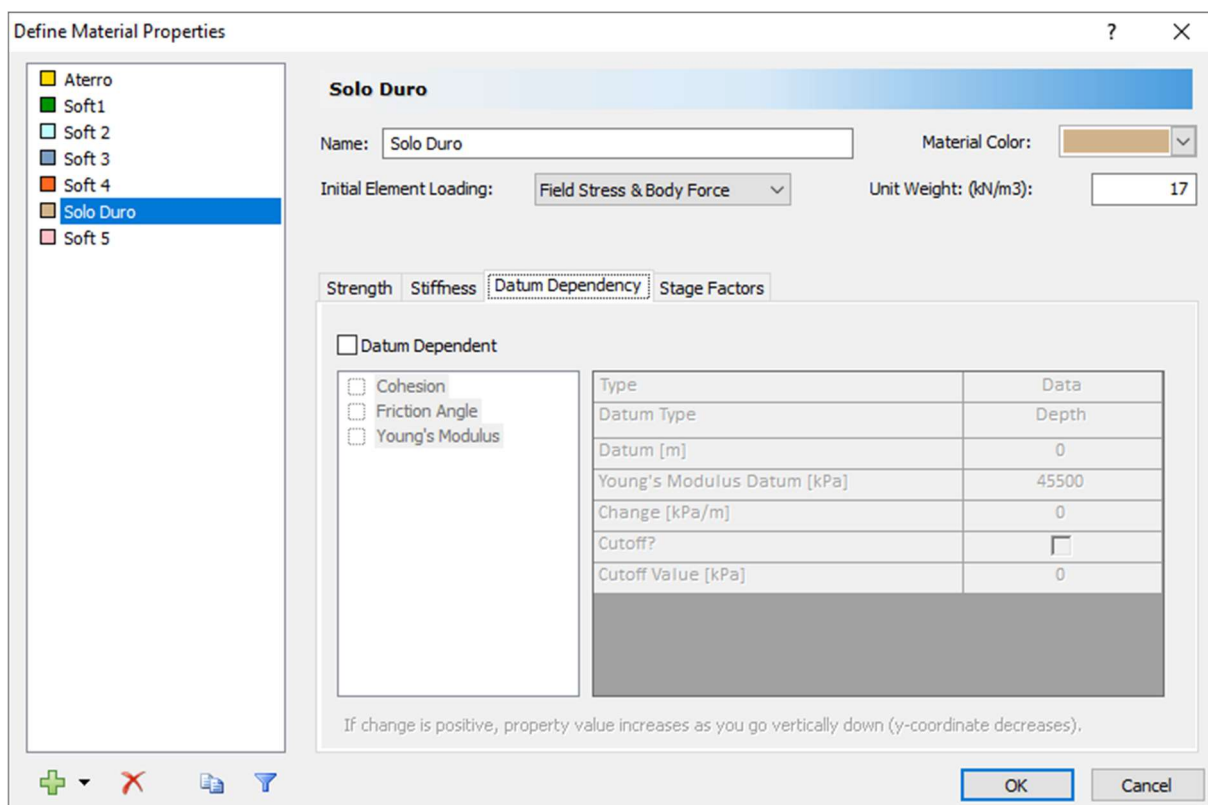 Define Material Properties
?
Aterro
Soft1
Soft 2
Soft 3
Soft 4
Solo Duro
Soft 5
Solo Duro
Name: Solo Duro
Material Color:
Initial Element Loading: Field Stress & Body Force
Unit Weight: (kN/m3): 17
Strength Stiffness Datum Dependency Stage Factors
Datum Dependent
Cohesion
Friction Angle
Young's Modulus
Type Data
Datum Type Depth
Datum [m] 0
Young's Modulus Datum [kPa] 45500
Change [kPa/m] 0
Cutoff?
Cutoff Value [kPa] 0
If change is positive, property value increases as you go vertically down (y-coordinate decreases).
OK Cancel